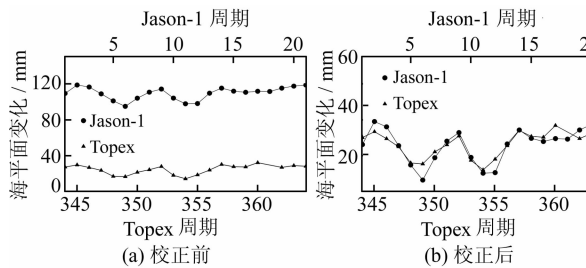 Jason-1 周期
5 10 15 20
海平面变化 / mm
120
80
40
0
Jason-1
Topex
345 350 355 360
Topex 周期
(a) 校正前
Jason-1 周期
5 10 15 20
海平面变化 / mm
60
40
20
Jason-1
Topex
345 350 355 360
Topex 周期
(b) 校正后